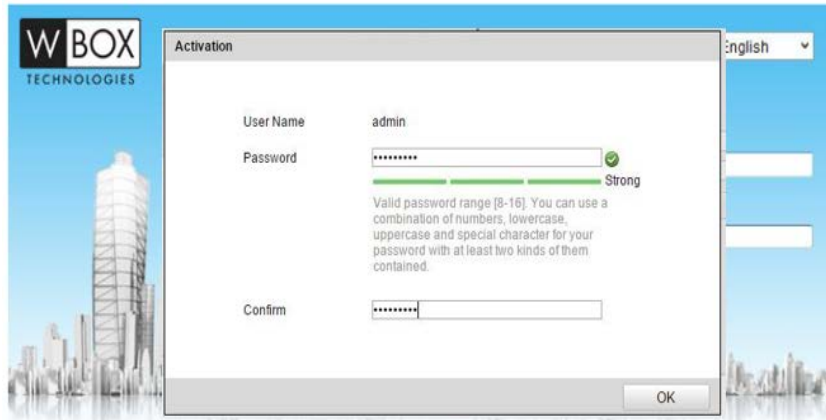 W BOX
TECHNOLOGIES
Activation
English
User Name admin
Password •••••••••
Strong
Valid password range [8-16]. You can use a
combination of numbers, lowercase,
uppercase and special character for your
password with at least two kinds of them
contained.
Confirm •••••••••
OK